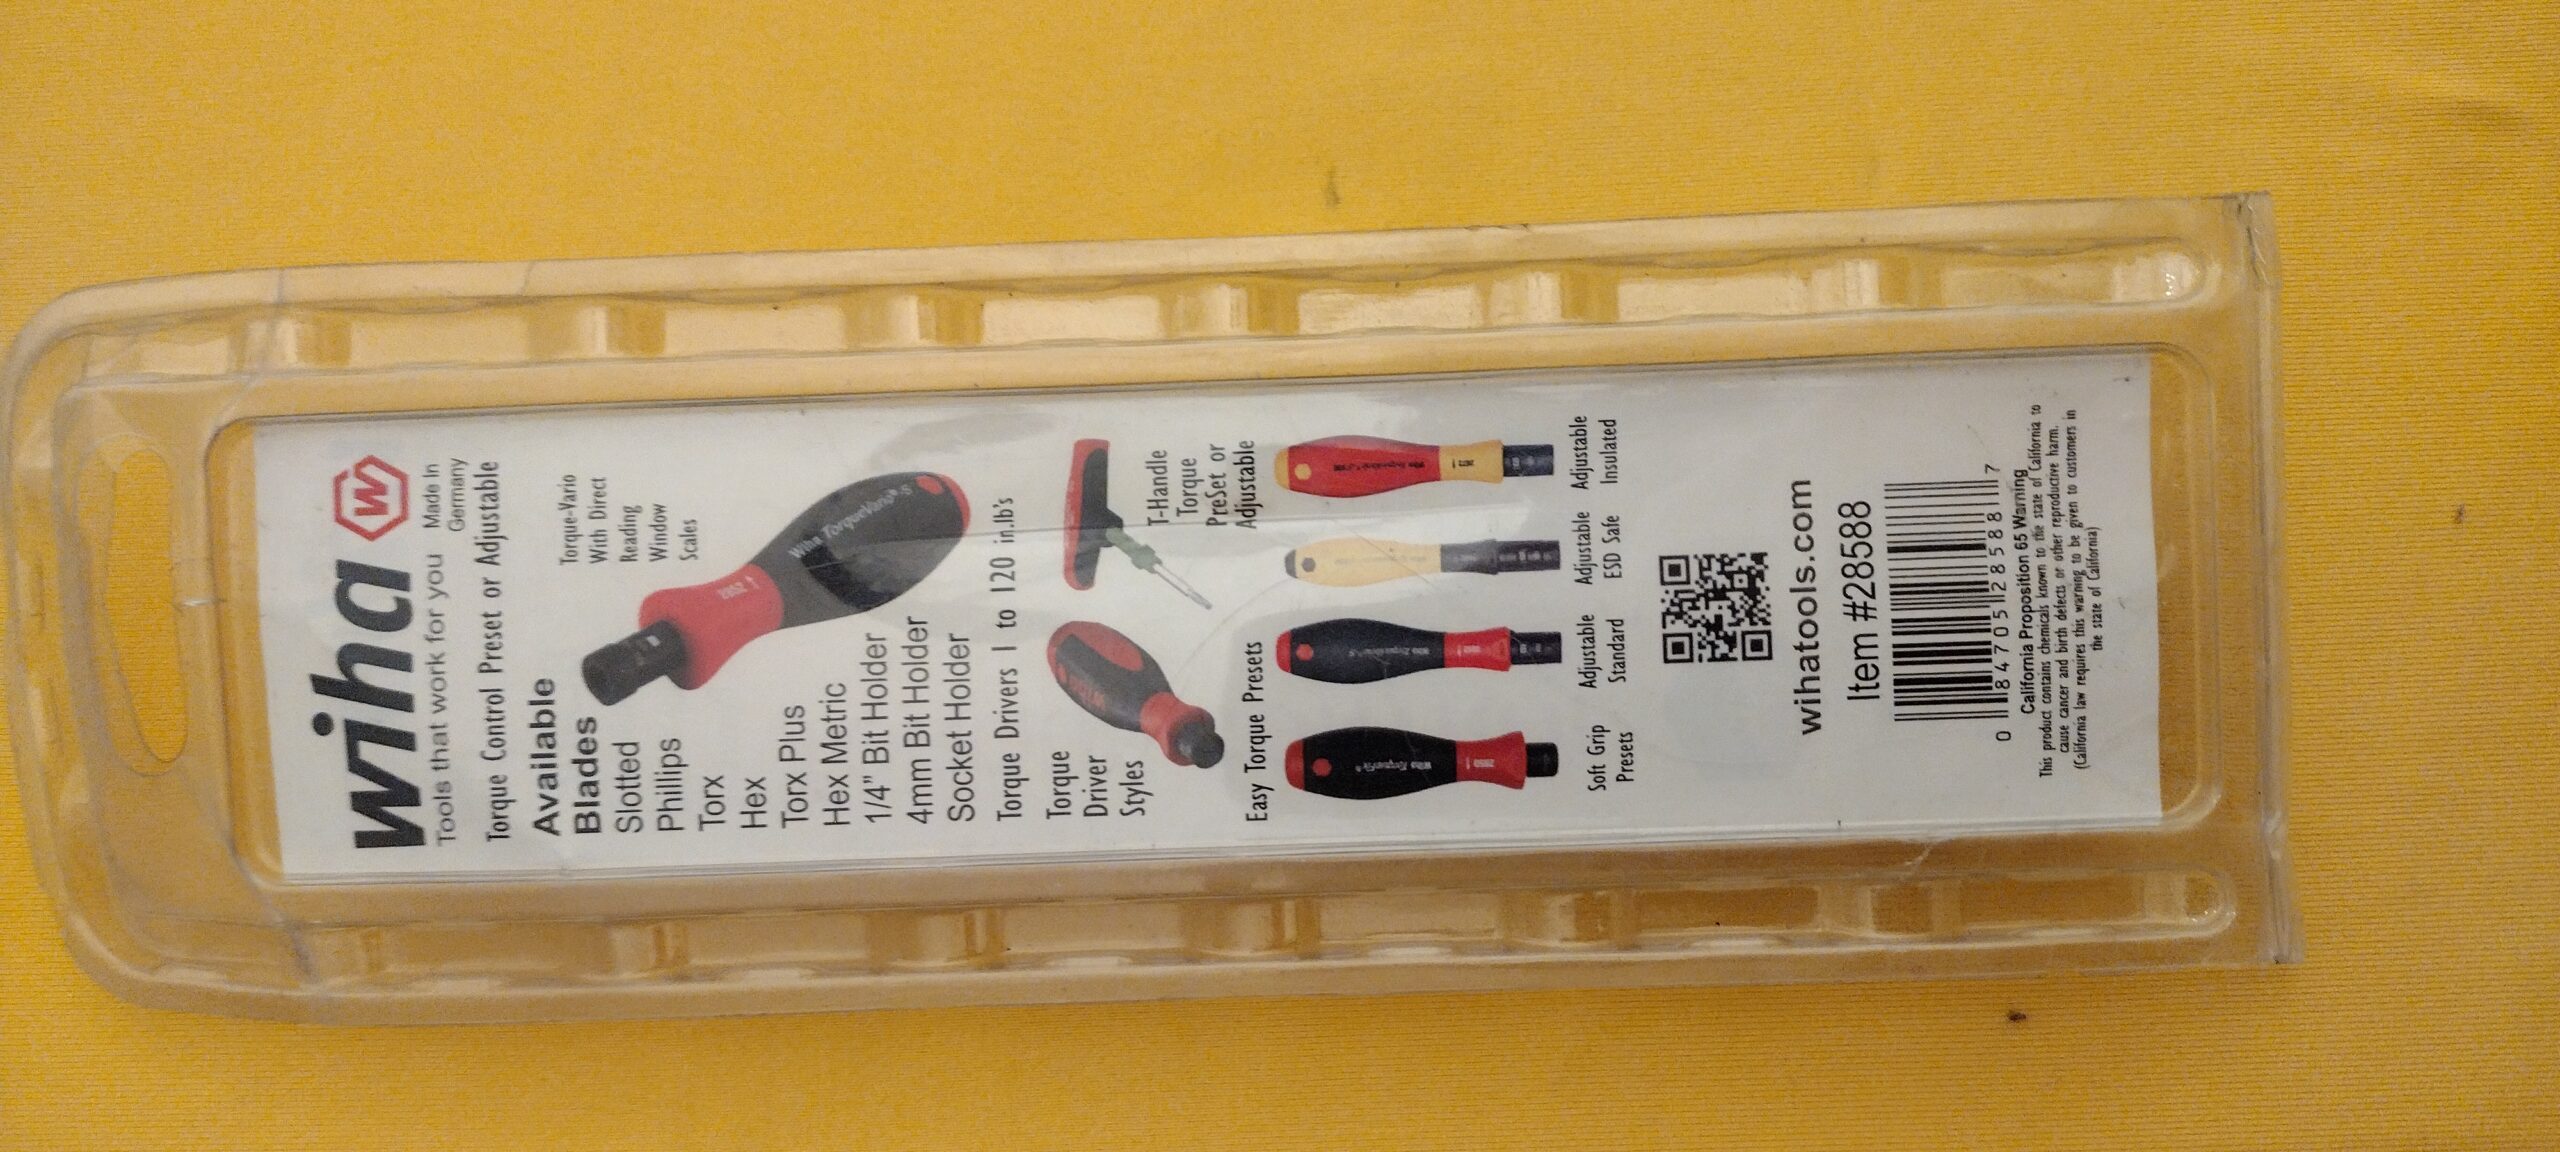 wiha
Tools that work for you
Made In
Germany
Torque Control Preset or Adjustable
Available
Blades
Slotted
Phillips
Torx
Hex
Torx Plus
Hex Metric
1/4" Bit Holder
4mm Bit Holder
Socket Holder
Torque-Vario
With Direct
Reading
Window
Scales
Wiha TorqueVario®-S
2852
Torque Drivers 1 to 120 in.lb's
Torque
Driver
Styles
T-Handle
Torque
PreSet or
Adjustable
Easy Torque Presets
Soft Grip
Presets
Adjustable
Standard
Adjustable
ESD Safe
Adjustable
Insulated
wihatools.com
Item #28588
0 84705 28588 7
California Proposition 65 Warning
This product contains chemicals known to the state of California to
cause cancer and birth defects or other reproductive harm.
(California law requires this warning to be given to customers in
the state of California)